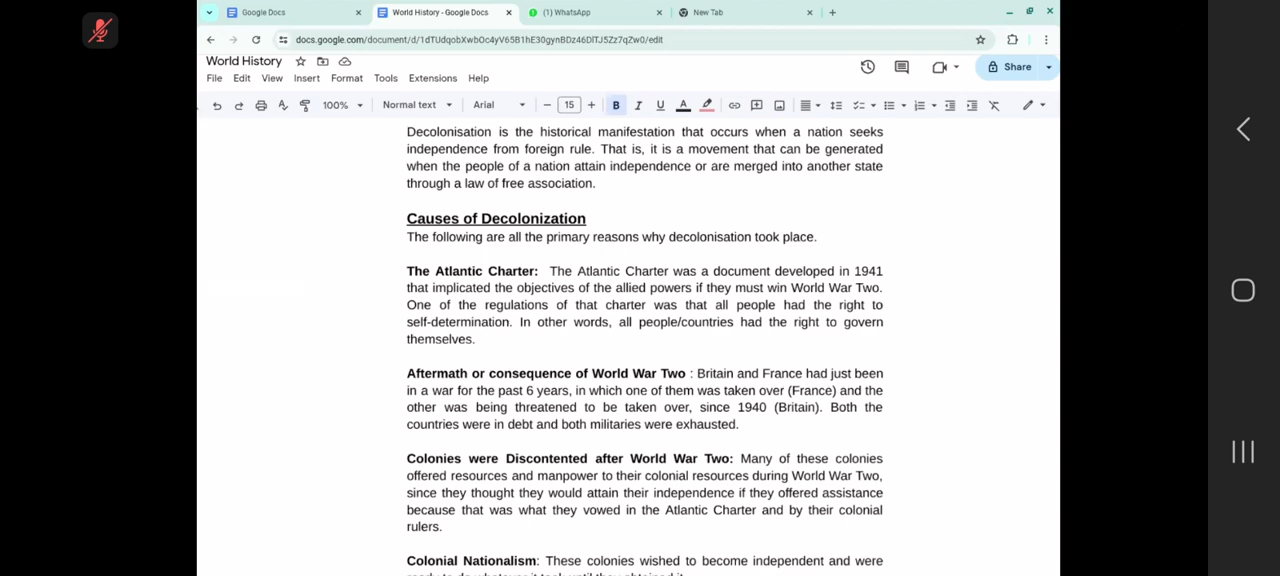 Google Docs
World History - Google Docs
(1) WhatsApp
New Tab
docs.google.com/document/d/1dTUdqobXwbOc4yV65B1hE30gynBDz46DlTJ5Zz7qZw0/edit
World History
Share
File Edit View Insert Format Tools Extensions Help
100% Normal text Arial 15 B I U A
Decolonisation is the historical manifestation that occurs when a nation seeks
independence from foreign rule. That is, it is a movement that can be generated
when the people of a nation attain independence or are merged into another state
through a law of free association.
Causes of Decolonization
The following are all the primary reasons why decolonisation took place.
The Atlantic Charter: The Atlantic Charter was a document developed in 1941
that implicated the objectives of the allied powers if they must win World War Two.
One of the regulations of that charter was that all people had the right to
self-determination. In other words, all people/countries had the right to govern
themselves.
Aftermath or consequence of World War Two : Britain and France had just been
in a war for the past 6 years, in which one of them was taken over (France) and the
other was being threatened to be taken over, since 1940 (Britain). Both the
countries were in debt and both militaries were exhausted.
Colonies were Discontented after World War Two: Many of these colonies
offered resources and manpower to their colonial resources during World War Two,
since they thought they would attain their independence if they offered assistance
because that was what they vowed in the Atlantic Charter and by their colonial
rulers.
Colonial Nationalism: These colonies wished to become independent and were
ready to do whatever it took until they obtained it.